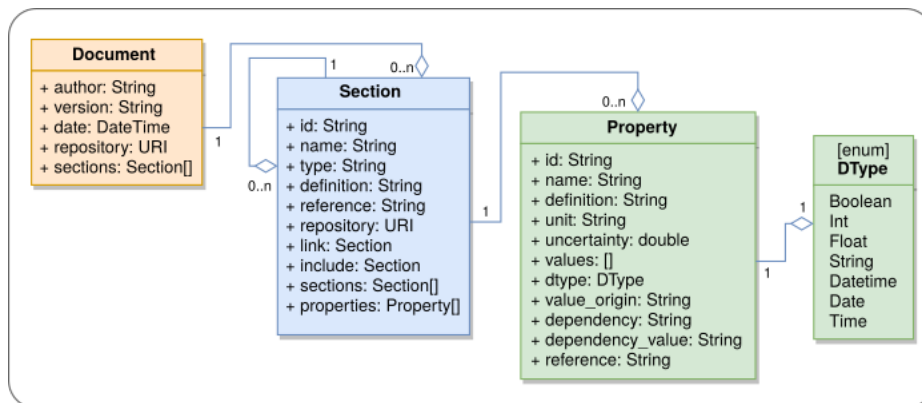 Document
+ author: String
+ version: String
+ date: DateTime
+ repository: URI
+ sections: Section[]
1
0..n
1
0..n
Section
+ id: String
+ name: String
+ type: String
+ definition: String
+ reference: String
+ repository: URI
+ link: Section
+ include: Section
+ sections: Section[]
+ properties: Property[]
1
0..n
Property
+ id: String
+ name: String
+ definition: String
+ unit: String
+ uncertainty: double
+ values: []
+ dtype: DType
+ value_origin: String
+ dependency: String
+ dependency_value: String
+ reference: String
1
1
[enum]
DType
Boolean
Int
Float
String
Datetime
Date
Time